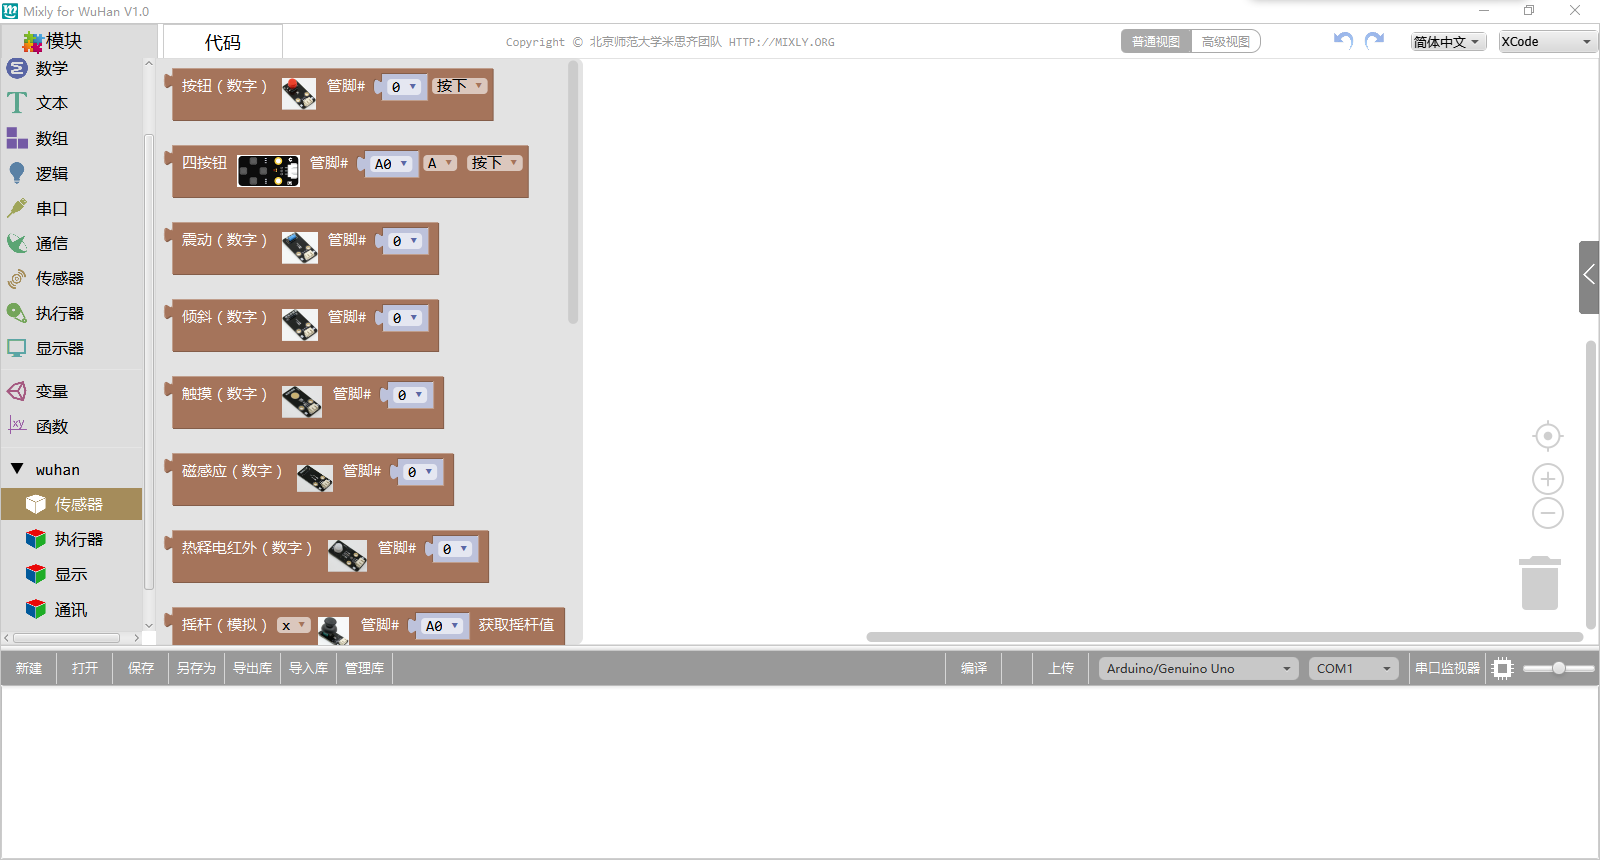 Mixly for WuHan V1.0
模块
代码
Copyright © 北京师范大学米思齐团队 HTTP://MIXLY.ORG
普通视图
高级视图
简体中文
XCode
数学
文本
数组
逻辑
串口
通信
传感器
执行器
显示器
变量
函数
wuhan
传感器
执行器
显示
通讯
按钮（数字） 管脚# 0 按下
四按钮 管脚# A0 A 按下
震动（数字） 管脚# 0
倾斜（数字） 管脚# 0
触摸（数字） 管脚# 0
磁感应（数字） 管脚# 0
热释电红外（数字） 管脚# 0
摇杆（模拟） x 管脚# A0 获取摇杆值
新建 打开 保存 另存为 导出库 导入库 管理库 编译 上传 Arduino/Genuino Uno COM1 串口监视器